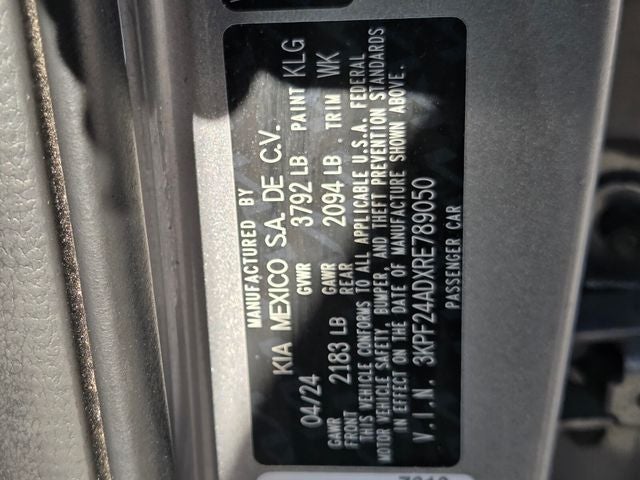 MANUFACTURED BY
KIA MEXICO S.A. DE C.V.
04/24 GVWR 3792 LB PAINT KLG
GAWR FRONT 2183 LB GAWR REAR 2094 LB TRIM WK
THIS VEHICLE CONFORMS TO ALL APPLICABLE U.S.A. FEDERAL
MOTOR VEHICLE SAFETY, BUMPER, AND THEFT PREVENTION STANDARDS
IN EFFECT ON THE DATE OF MANUFACTURE SHOWN ABOVE.
V.I.N. 3KPF24ADXRE789050
PASSENGER CAR